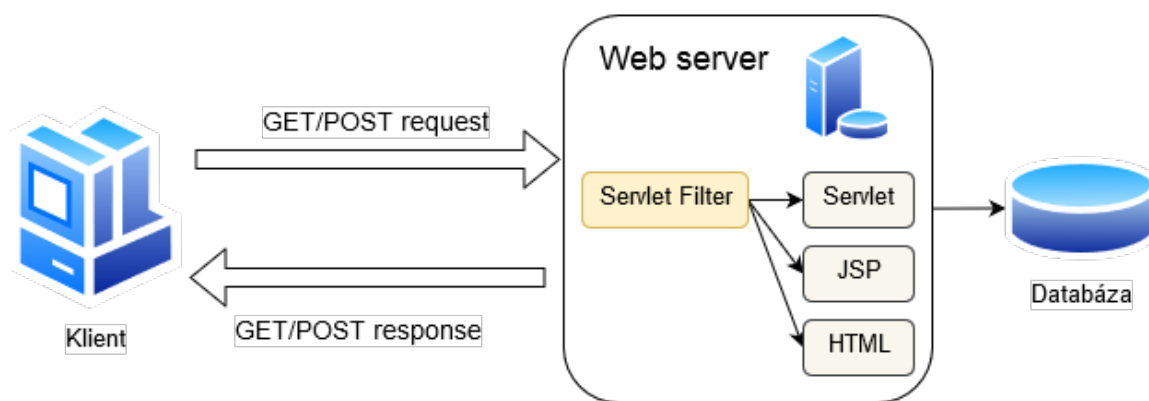 Web server
GET/POST request
Servlet Filter
Servlet
JSP
HTML
GET/POST response
Klient
Databáza